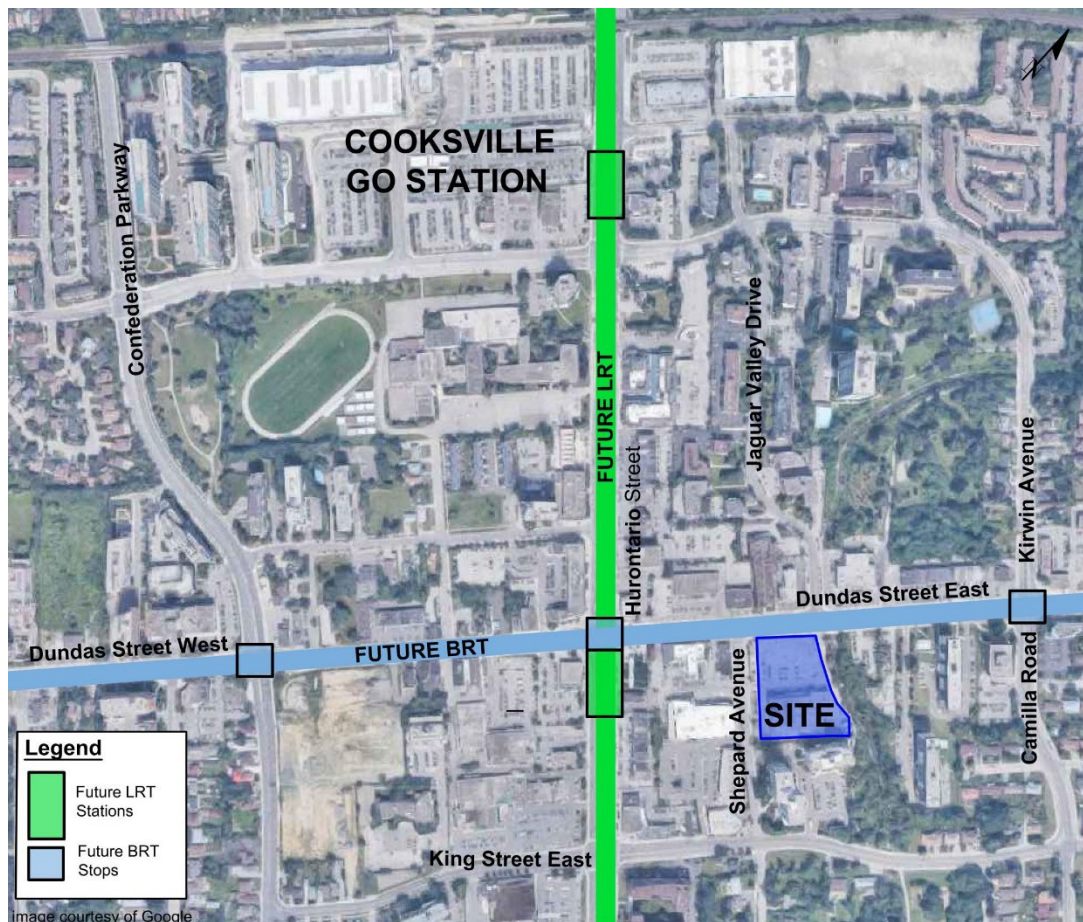 COOKSVILLE
GO STATION
Confederation Parkway
Jaguar Valley Drive
FUTURE LRT
Hurontario Street
Kirwin Avenue
Dundas Street East
Dundas Street West
FUTURE BRT
Shepard Avenue
SITE
Camilla Road
King Street East
Legend
Future LRT
Stations
Future BRT
Stops
image courtesy of Google